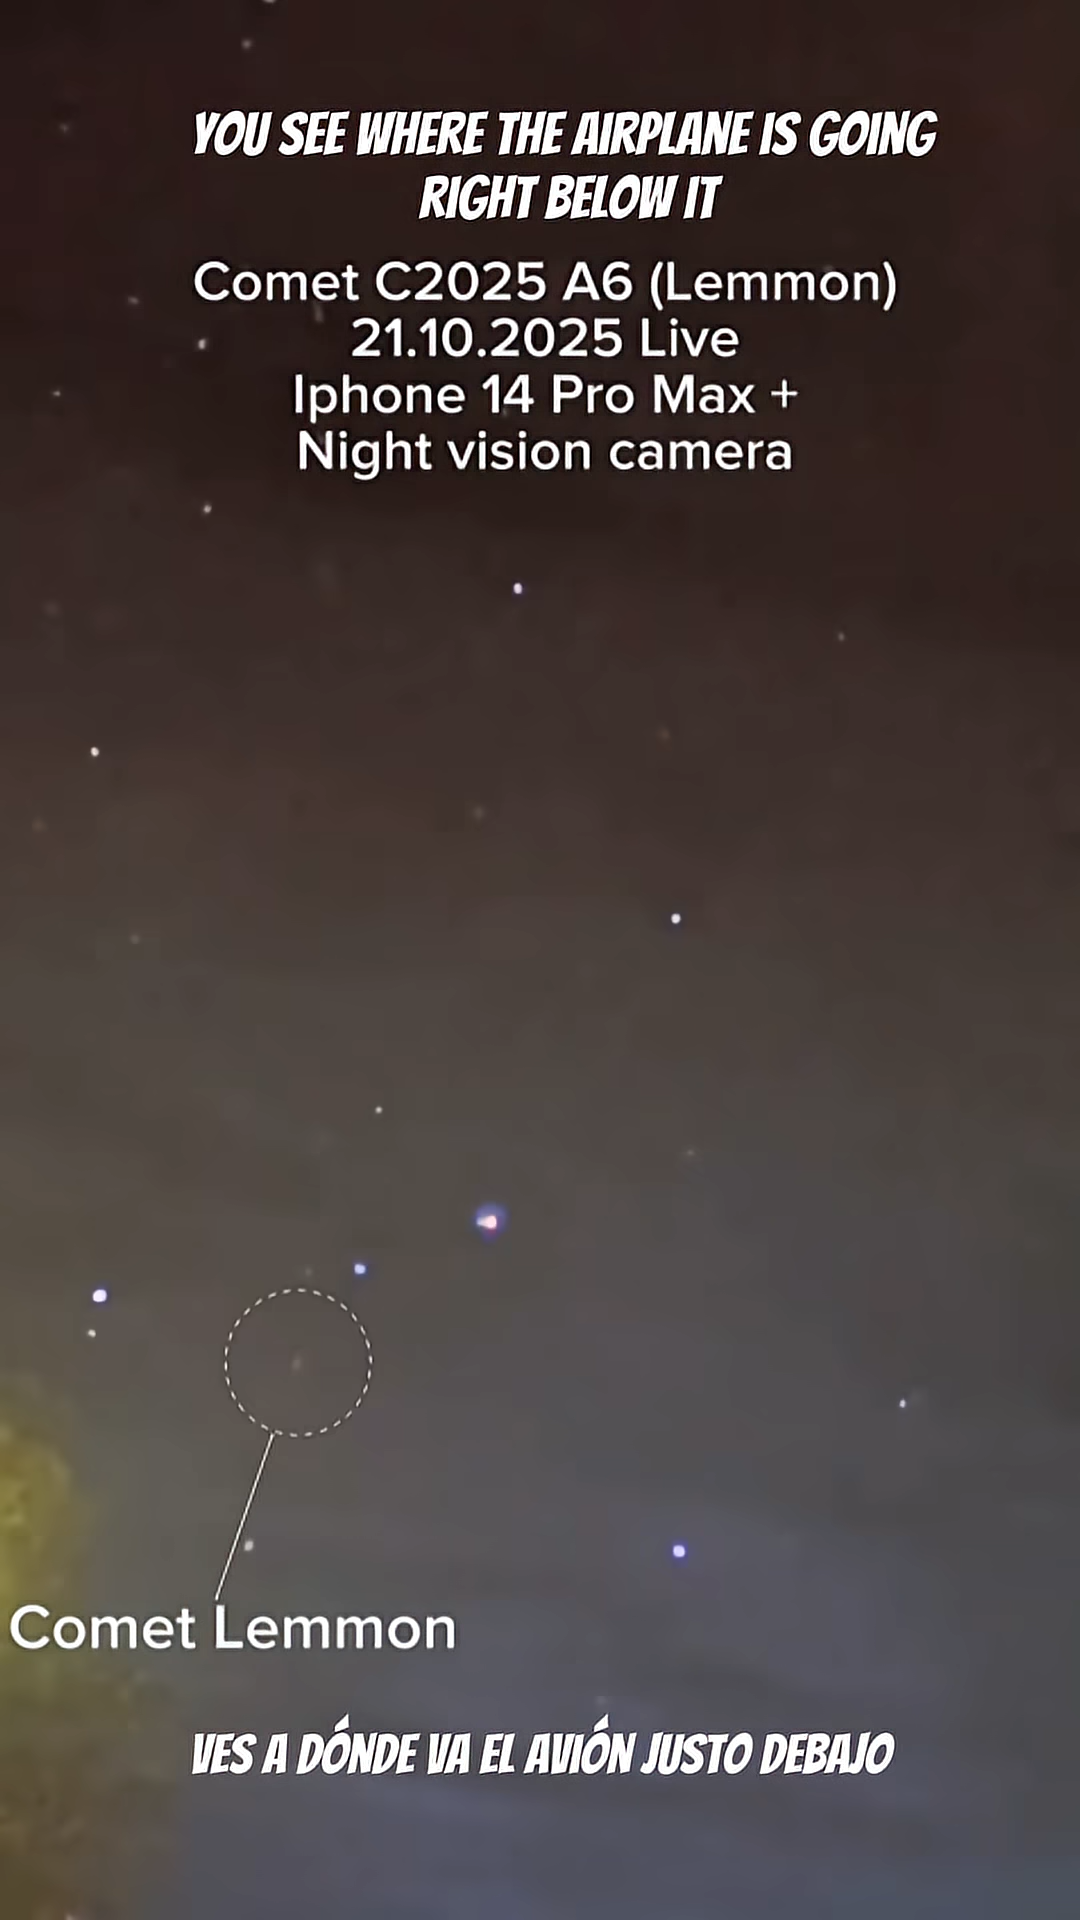 YOU SEE WHERE THE AIRPLANE IS GOING
RIGHT BELOW IT
Comet C2025 A6 (Lemmon)
21.10.2025 Live
Iphone 14 Pro Max +
Night vision camera
Comet Lemmon
VES A DÓNDE VA EL AVIÓN JUSTO DEBAJO